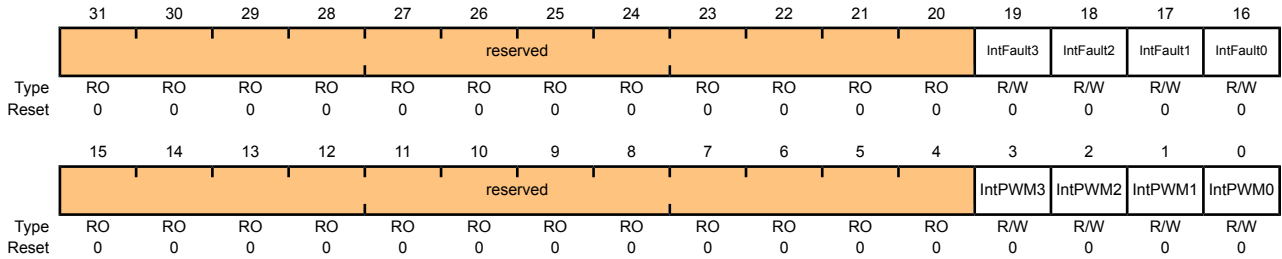 31 30 29 28 27 26 25 24 23 22 21 20 19 18 17 16
reserved IntFault3 IntFault2 IntFault1 IntFault0
Type RO RO RO RO RO RO RO RO RO RO RO RO R/W R/W R/W R/W
Reset 0 0 0 0 0 0 0 0 0 0 0 0 0 0 0 0
15 14 13 12 11 10 9 8 7 6 5 4 3 2 1 0
reserved IntPWM3 IntPWM2 IntPWM1 IntPWM0
Type RO RO RO RO RO RO RO RO RO RO RO RO R/W R/W R/W R/W
Reset 0 0 0 0 0 0 0 0 0 0 0 0 0 0 0 0